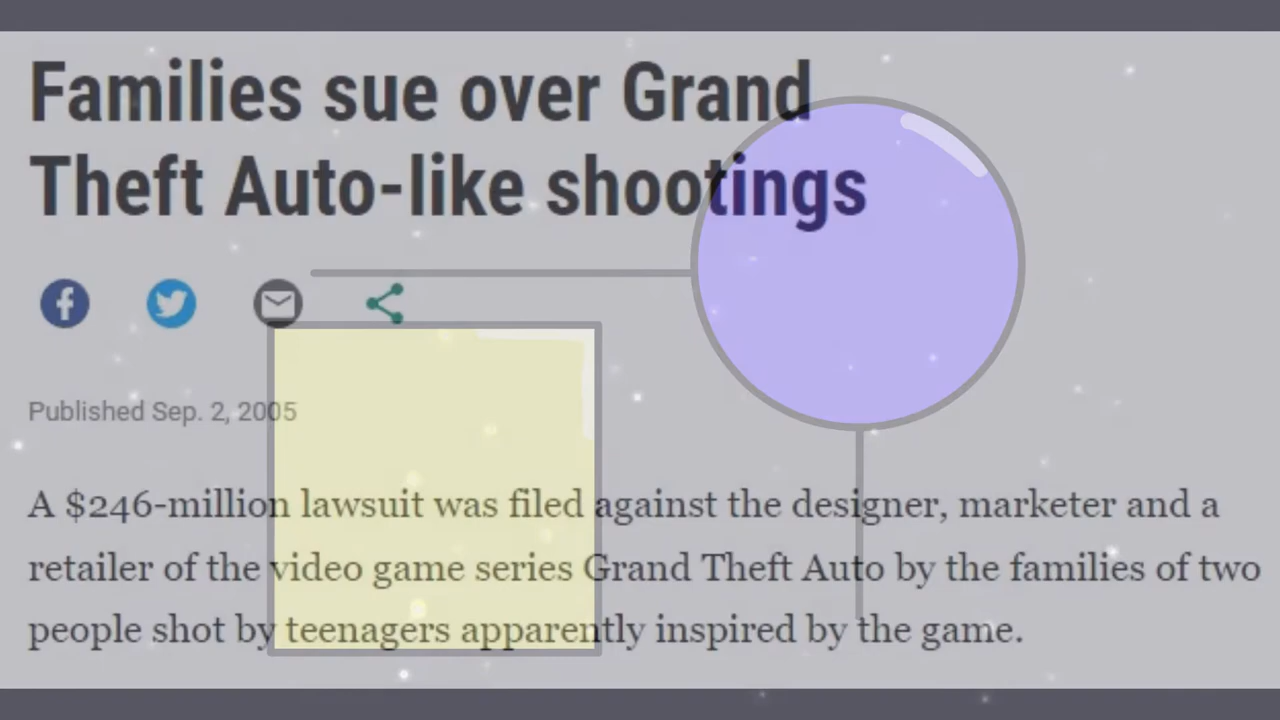 Families sue over Grand
Theft Auto-like shootings
Published Sep. 2, 2005
A $246-million lawsuit was filed against the designer, marketer and a
retailer of the video game series Grand Theft Auto by the families of two
people shot by teenagers apparently inspired by the game.